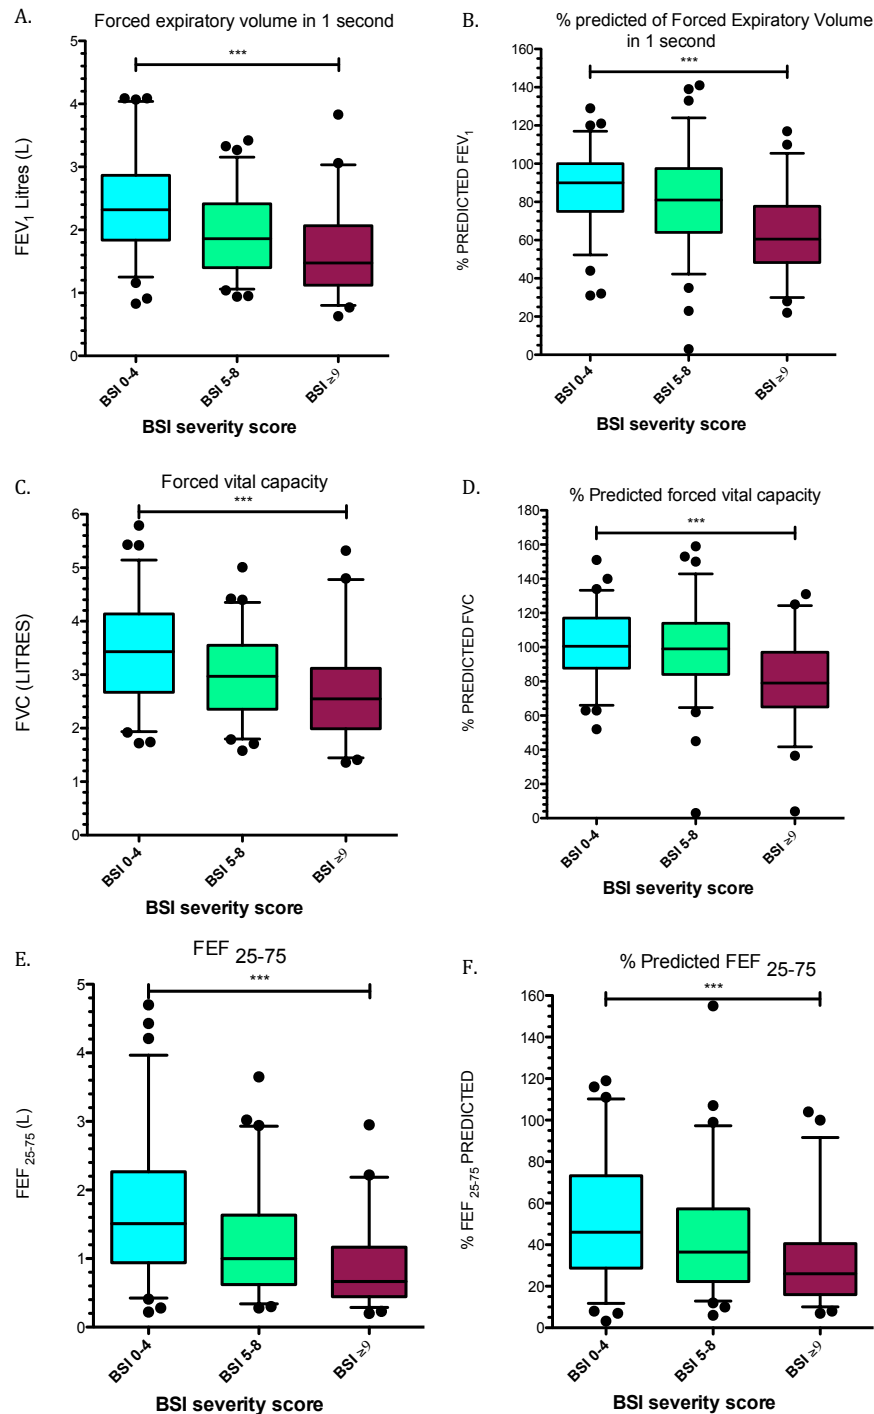 A.
Forced expiratory volume in 1 second
***
FEV1 Litres (L)
5
4
3
2
1
0
BSI 0-4
BSI 5-8
BSI ≥9
BSI severity score
B.
% predicted of Forced Expiratory Volume
in 1 second
***
% PREDICTED FEV1
160
140
120
100
80
60
40
20
0
BSI 0-4
BSI 5-8
BSI ≥9
BSI severity score
C.
Forced vital capacity
***
FVC (LITRES)
6
5
4
3
2
1
0
BSI 0-4
BSI 5-8
BSI ≥9
BSI severity score
D.
% Predicted forced vital capacity
***
% PREDICTED FVC
180
160
140
120
100
80
60
40
20
0
BSI 0-4
BSI 5-8
BSI ≥9
BSI severity score
E.
FEF 25-75
***
FEF 25-75 (L)
5
4
3
2
1
0
BSI 0-4
BSI 5-8
BSI ≥9
BSI severity score
F.
% Predicted FEF 25-75
***
% FEF 25-75 PREDICTED
160
140
120
100
80
60
40
20
0
BSI 0-4
BSI 5-8
BSI ≥9
BSI severity score